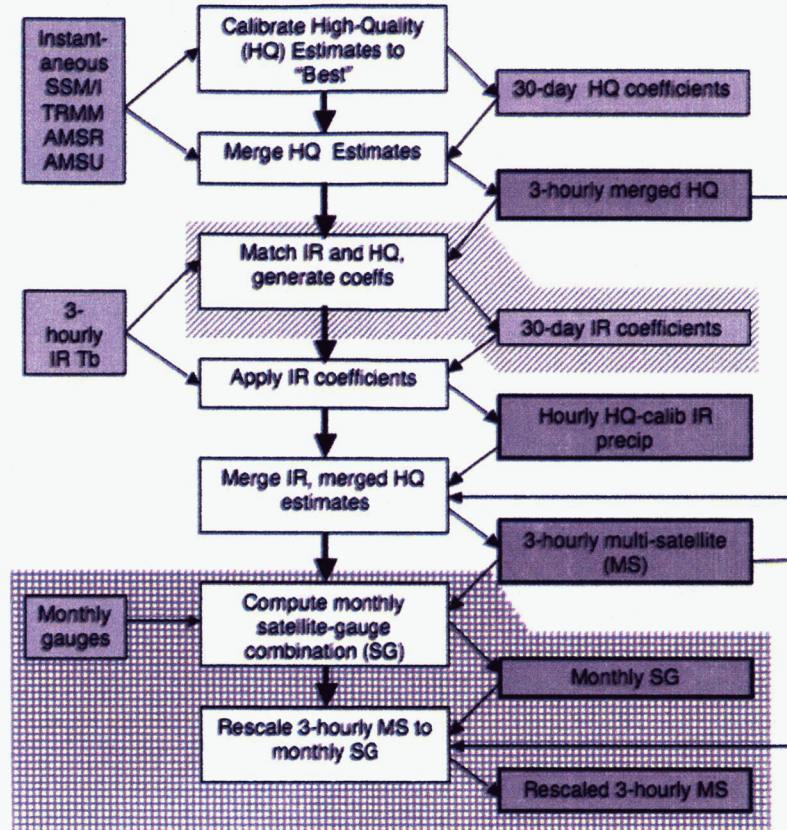 Instant-
aneous
SSM/I
TRMM
AMSR
AMSU
Calibrate High-Quality
(HQ) Estimates to
"Best"
30-day HQ coefficients
Merge HQ Estimates
3-hourly merged HQ
Match IR and HQ,
generate coeffs
3-
hourly
IR Tb
30-day IR coefficients
Apply IR coefficients
Hourly HQ-calib IR
precip
Merge IR, merged HQ
estimates
3-hourly multi-satellite
(MS)
Monthly
gauges
Compute monthly
satellite-gauge
combination (SG)
Monthly SG
Rescale 3-hourly MS to
monthly SG
Rescaled 3-hourly MS